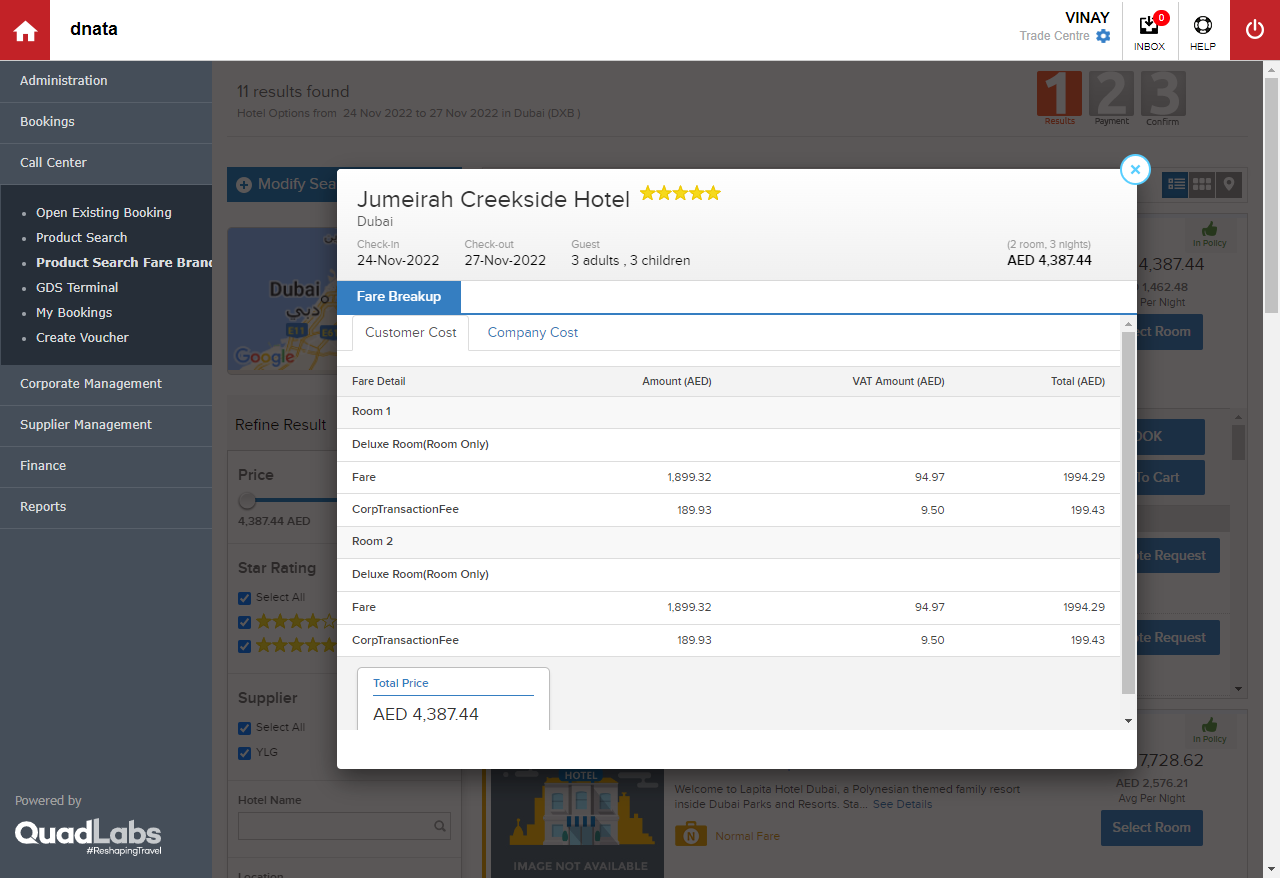 dnata
VINAY
Trade Centre
0
INBOX
HELP
Administration
Bookings
Call Center
Open Existing Booking
Product Search
Product Search Fare Brand
GDS Terminal
My Bookings
Create Voucher
Corporate Management
Supplier Management
Finance
Reports
Powered by
QuadLabs
#ReshapingTravel
11 results found
Hotel Options from 24 Nov 2022 to 27 Nov 2022 in Dubai (DXB )
1 Results
2 Payment
3 Confirm
Modify Sea
Dubai
دبي
E11
E61
Google
Refine Result
Price
4,387.44 AED
Star Rating
Select All
Supplier
Select All
YLG
Hotel Name
Location
Jumeirah Creekside Hotel
Dubai
Check-in
Check-out
Guest
(2 room, 3 nights)
24-Nov-2022
27-Nov-2022
3 adults , 3 children
AED 4,387.44
Fare Breakup
Customer Cost
Company Cost
Fare Detail Amount (AED) VAT Amount (AED) Total (AED)
Room 1
Deluxe Room(Room Only)
Fare 1,899.32 94.97 1994.29
CorpTransactionFee 189.93 9.50 199.43
Room 2
Deluxe Room(Room Only)
Fare 1,899.32 94.97 1994.29
CorpTransactionFee 189.93 9.50 199.43
Total Price
AED 4,387.44
In Policy
4,387.44
1,462.48
Per Night
ct Room
OOK
To Cart
te Request
te Request
In Policy
7,728.62
AED 2,576.21
Avg Per Night
Select Room
HOTEL
IMAGE NOT AVAILABLE
Welcome to Lapita Hotel Dubai, a Polynesian themed family resort
inside Dubai Parks and Resorts. Sta... See Details
N
Normal Fare